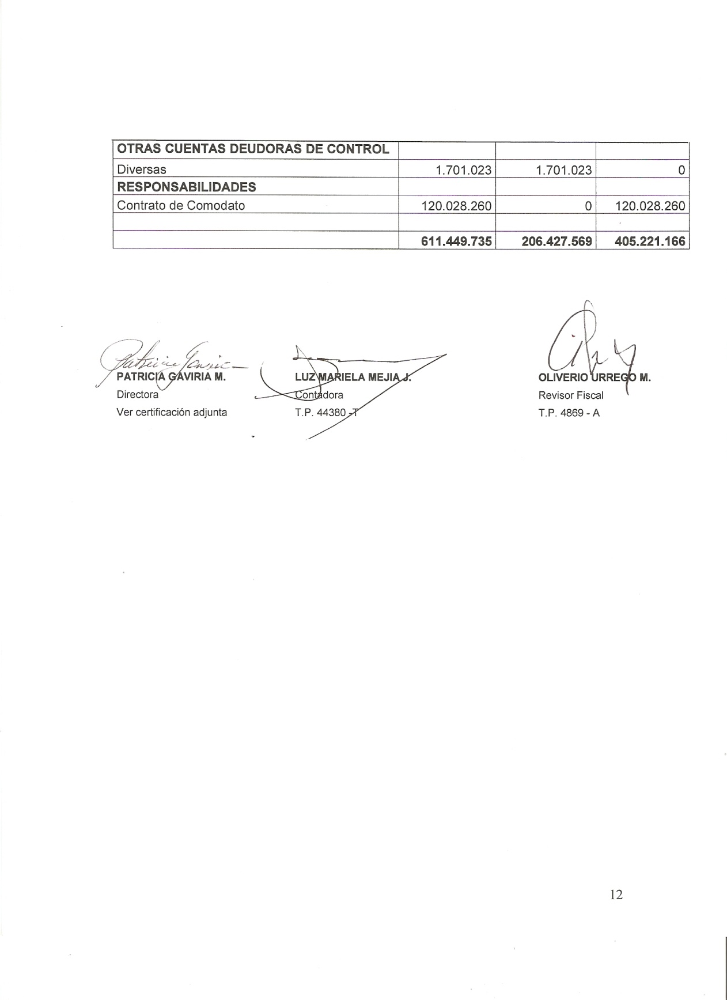 OTRAS CUENTAS DEUDORAS DE CONTROL
Diversas 1.701.023 1.701.023 0
RESPONSABILIDADES
Contrato de Comodato 120.028.260 0 120.028.260
611.449.735 206.427.569 405.221.166
Patricia Gaviria
PATRICIA GAVIRIA M. LUZ MARIELA MEJIA J. OLIVERIO URREGO M.
Directora Contadora Revisor Fiscal
Ver certificación adjunta T.P. 44380 -T T.P. 4869 - A
12